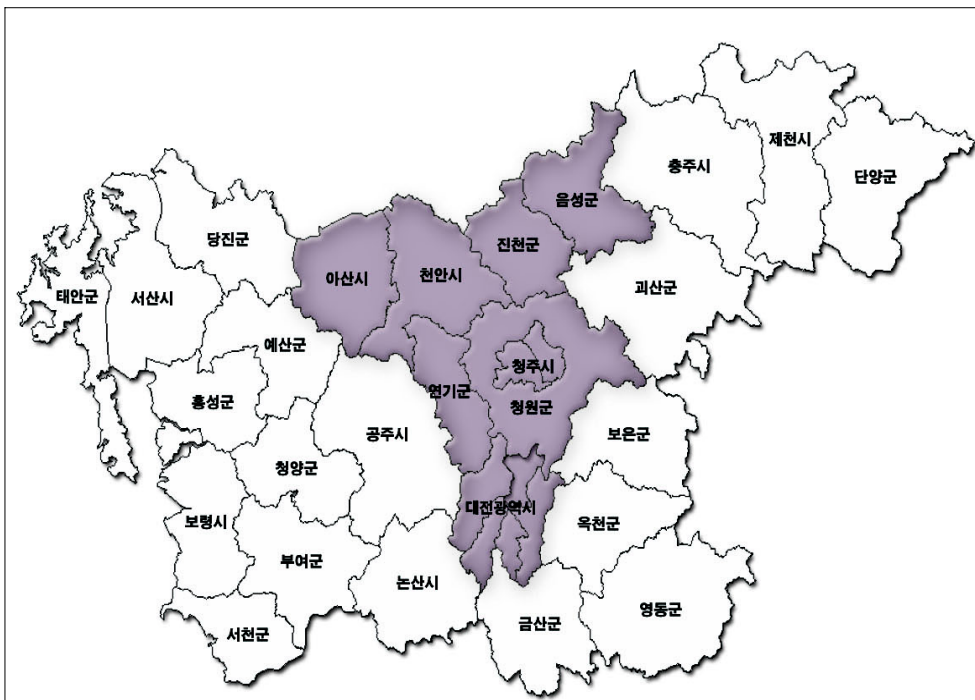 제천시
충주시
단양군
음성군
당진군
진천군
아산시
천안시
괴산군
태안군
서산시
예산군
청주시
연기군
홍성군
청원군
공주시
보은군
청양군
대전광역시
보령시
옥천군
부여군
논산시
영동군
금산군
서천군